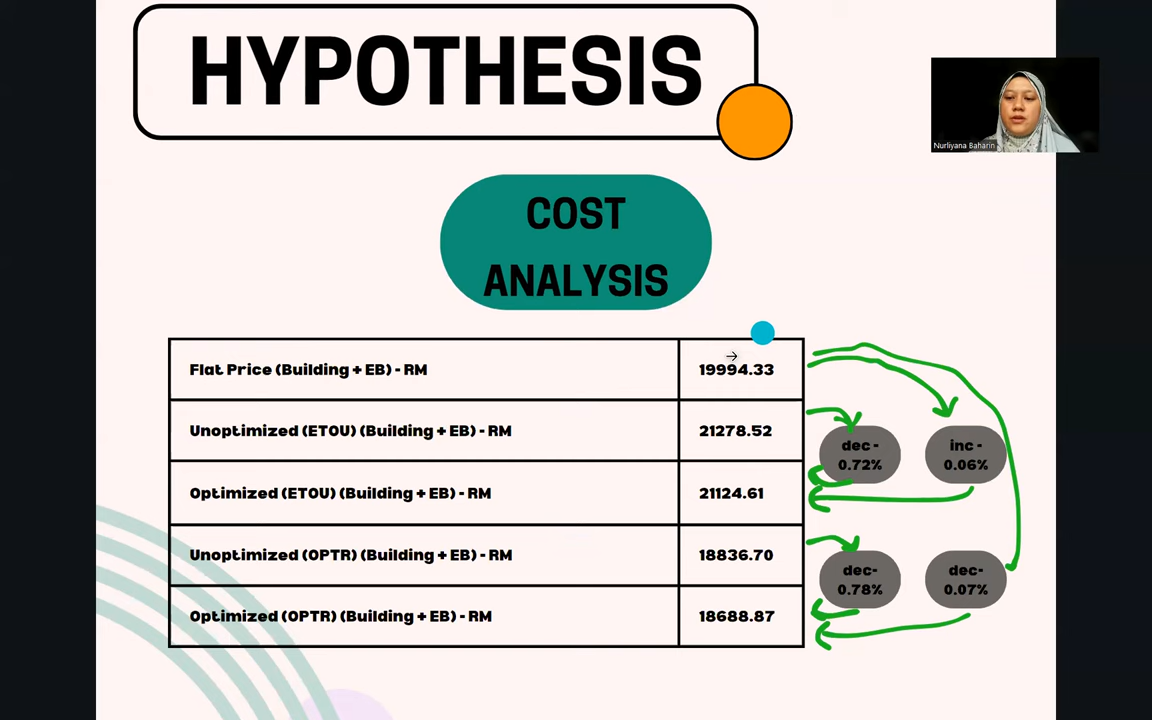 HYPOTHESIS
Nurliyana Baharin
COST
ANALYSIS
Flat Price (Building + EB) - RM 19994.33
Unoptimized (ETOU) (Building + EB) - RM 21278.52
dec -
0.72%
inc -
0.06%
Optimized (ETOU) (Building + EB) - RM 21124.61
Unoptimized (OPTR) (Building + EB) - RM 18836.70
dec-
0.78%
dec-
0.07%
Optimized (OPTR) (Building + EB) - RM 18688.87